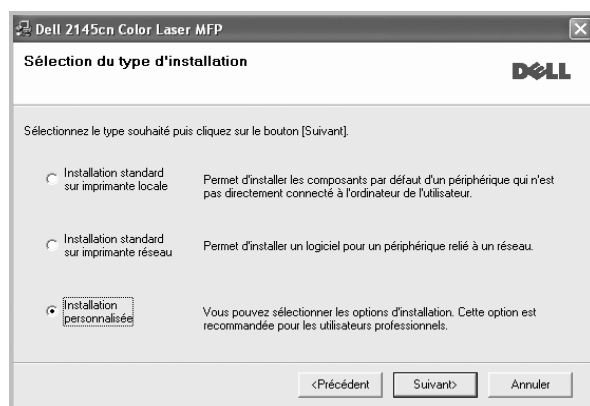 Dell 2145cn Color Laser MFP
Sélection du type d'installation
DELL
Sélectionnez le type souhaité puis cliquez sur le bouton [Suivant].
Installation standard
sur imprimante locale
Permet d'installer les composants par défaut d'un périphérique qui n'est
pas directement connecté à l'ordinateur de l'utilisateur.
Installation standard
sur imprimante réseau
Permet d'installer un logiciel pour un périphérique relié à un réseau.
Installation
personnalisée
Vous pouvez sélectionner les options d'installation. Cette option est
recommandée pour les utilisateurs professionnels.
<Précédent
Suivant>
Annuler